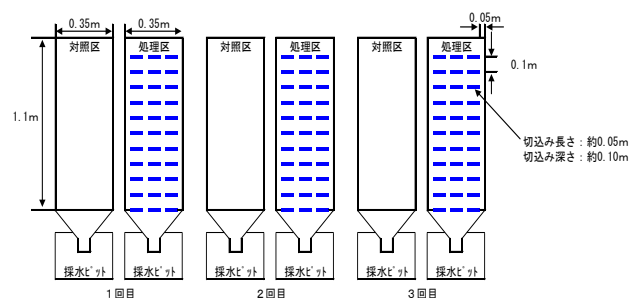 0.35m
0.35m
0.05m
対照区
処理区
対照区
処理区
対照区
処理区
0.1m
1.1m
切込み長さ：約0.05m
切込み深さ：約0.10m
採水ﾋﾟｯﾄ
採水ﾋﾟｯﾄ
採水ﾋﾟｯﾄ
採水ﾋﾟｯﾄ
採水ﾋﾟｯﾄ
採水ﾋﾟｯﾄ
1回目
2回目
3回目